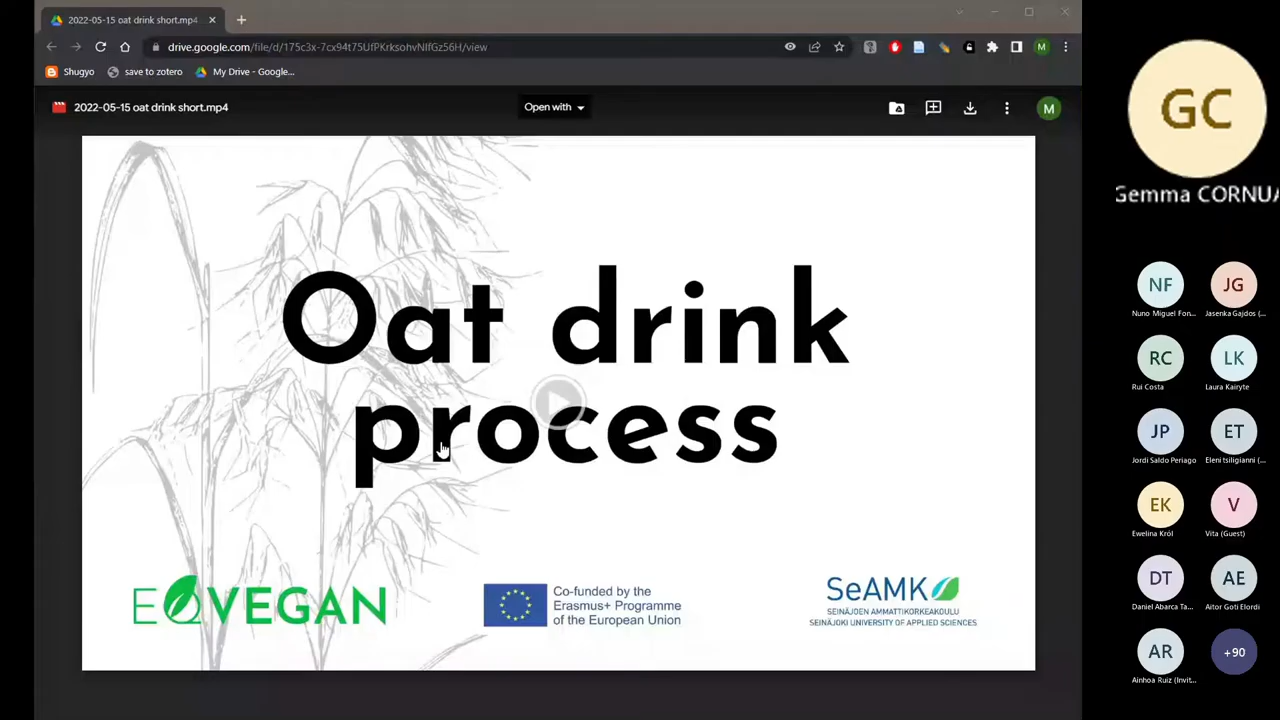 2022-05-15 oat drink short.mp4
drive.google.com/file/d/175c3x-7cx94t75UfPKrksohvNIfGz56H/view
M
Shugyo
save to zotero
My Drive - Google...
2022-05-15 oat drink short.mp4
Open with
M
Oat drink
process
EQVEGAN
Co-funded by the
Erasmus+ Programme
of the European Union
SeAMK
SEINÄJOEN AMMATTIKORKEAKOULU
SEINÄJOKI UNIVERSITY OF APPLIED SCIENCES
GC
Gemma CORNUA
NF
Nuno Miguel Fon...
JG
Jasenka Gajdos (...
RC
Rui Costa
LK
Laura Kairyte
JP
Jordi Saldo Periago
ET
Eleni tsiligianni (...
EK
Ewelina Król
V
Vita (Guest)
DT
Daniel Abarca Ta...
AE
Aitor Goti Elordi
AR
Ainhoa Ruiz (Invit...
+90